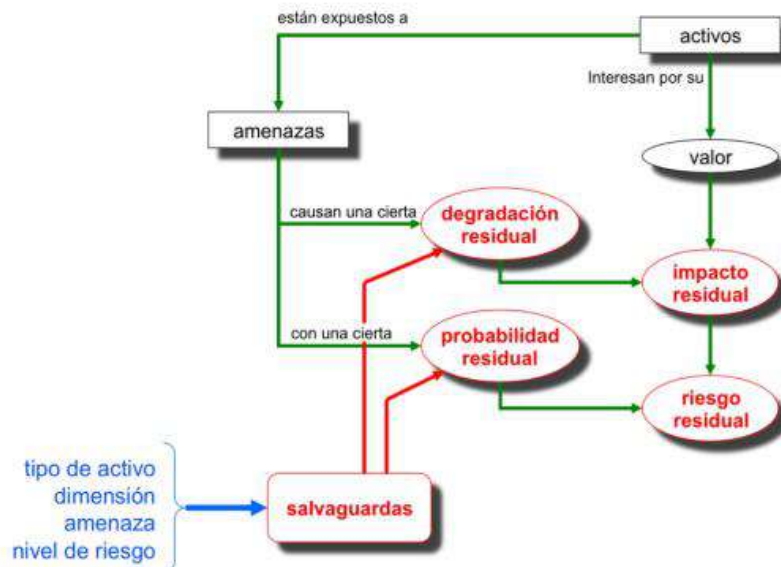 están expuestos a
activos
Interesan por su
amenazas
valor
causan una cierta
degradación
residual
impacto
residual
con una cierta
probabilidad
residual
riesgo
residual
tipo de activo
dimensión
amenaza
nivel de riesgo
salvaguardas